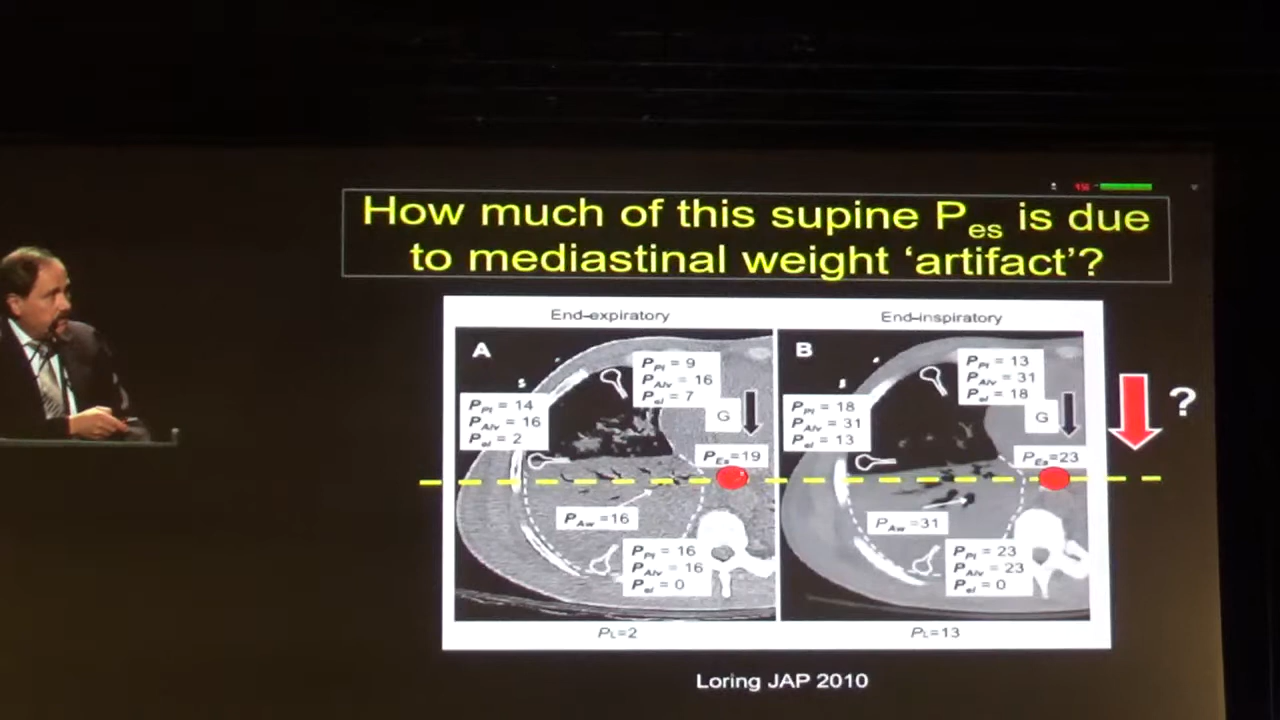 How much of this supine Pes is due
to mediastinal weight ‘artifact’?
End-expiratory
End-inspiratory
A
PPl = 9
PAlv = 16
Pel = 7
S
PPl = 14
PAlv = 16
Pel = 2
G
PEs=19
PAw =16
PPl = 16
PAlv = 16
Pel = 0
PL=2
B
PPl = 13
PAlv = 31
Pel = 18
S
PPl = 18
PAlv = 31
Pel = 13
G
PEs=23
PAw =31
PPl = 23
PAlv = 23
Pel = 0
PL=13
?
Loring JAP 2010